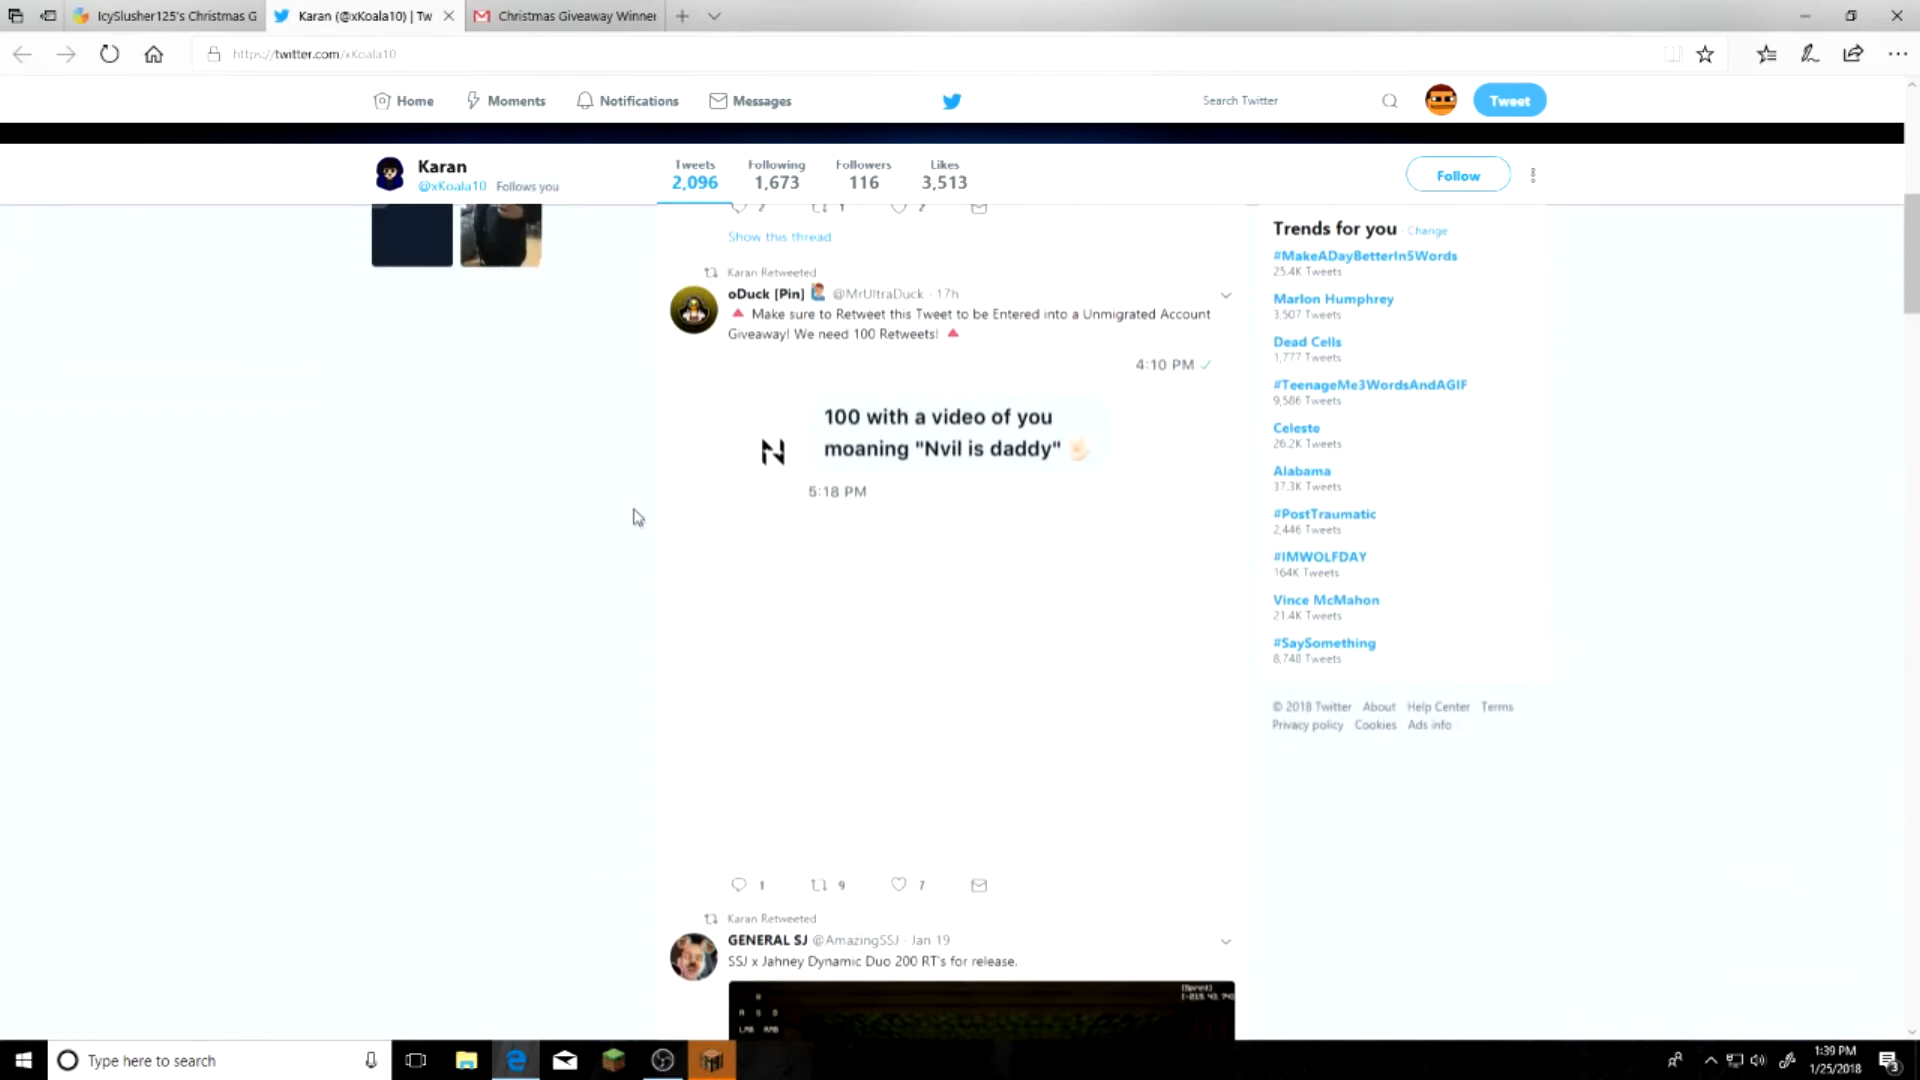 IcySlusher125's Christmas G
Karan (@xKoala10) | Tw
Christmas Giveaway Winner
https://twitter.com/xKoala10
Home
Moments
Notifications
Messages
Search Twitter
Tweet
Karan
@xKoala10 Follows you
Tweets
2,096
Following
1,673
Followers
116
Likes
3,513
Follow
2 1 2
Show this thread
Karan Retweeted
oDuck [Pin] @MrUltraDuck · 17h
🔺 Make sure to Retweet this Tweet to be Entered into a Unmigrated Account
Giveaway! We need 100 Retweets! 🔺
4:10 PM ✓
100 with a video of you
moaning "Nvil is daddy"
5:18 PM
1 9 7
Karan Retweeted
GENERAL SJ @AmazingSSJ · Jan 19
SSJ x Jahney Dynamic Duo 200 RT's for release.
W
A S D
LMB RMB
[Sprint]
Trends for you · Change
#MakeADayBetterIn5Words
25.4K Tweets
Marlon Humphrey
3,507 Tweets
Dead Cells
1,777 Tweets
#TeenageMe3WordsAndAGIF
9,586 Tweets
Celeste
26.2K Tweets
Alabama
37.3K Tweets
#PostTraumatic
2,446 Tweets
#IMWOLFDAY
164K Tweets
Vince McMahon
21.4K Tweets
#SaySomething
8,748 Tweets
© 2018 Twitter About Help Center Terms
Privacy policy Cookies Ads info
Type here to search
1:39 PM
1/25/2018
3